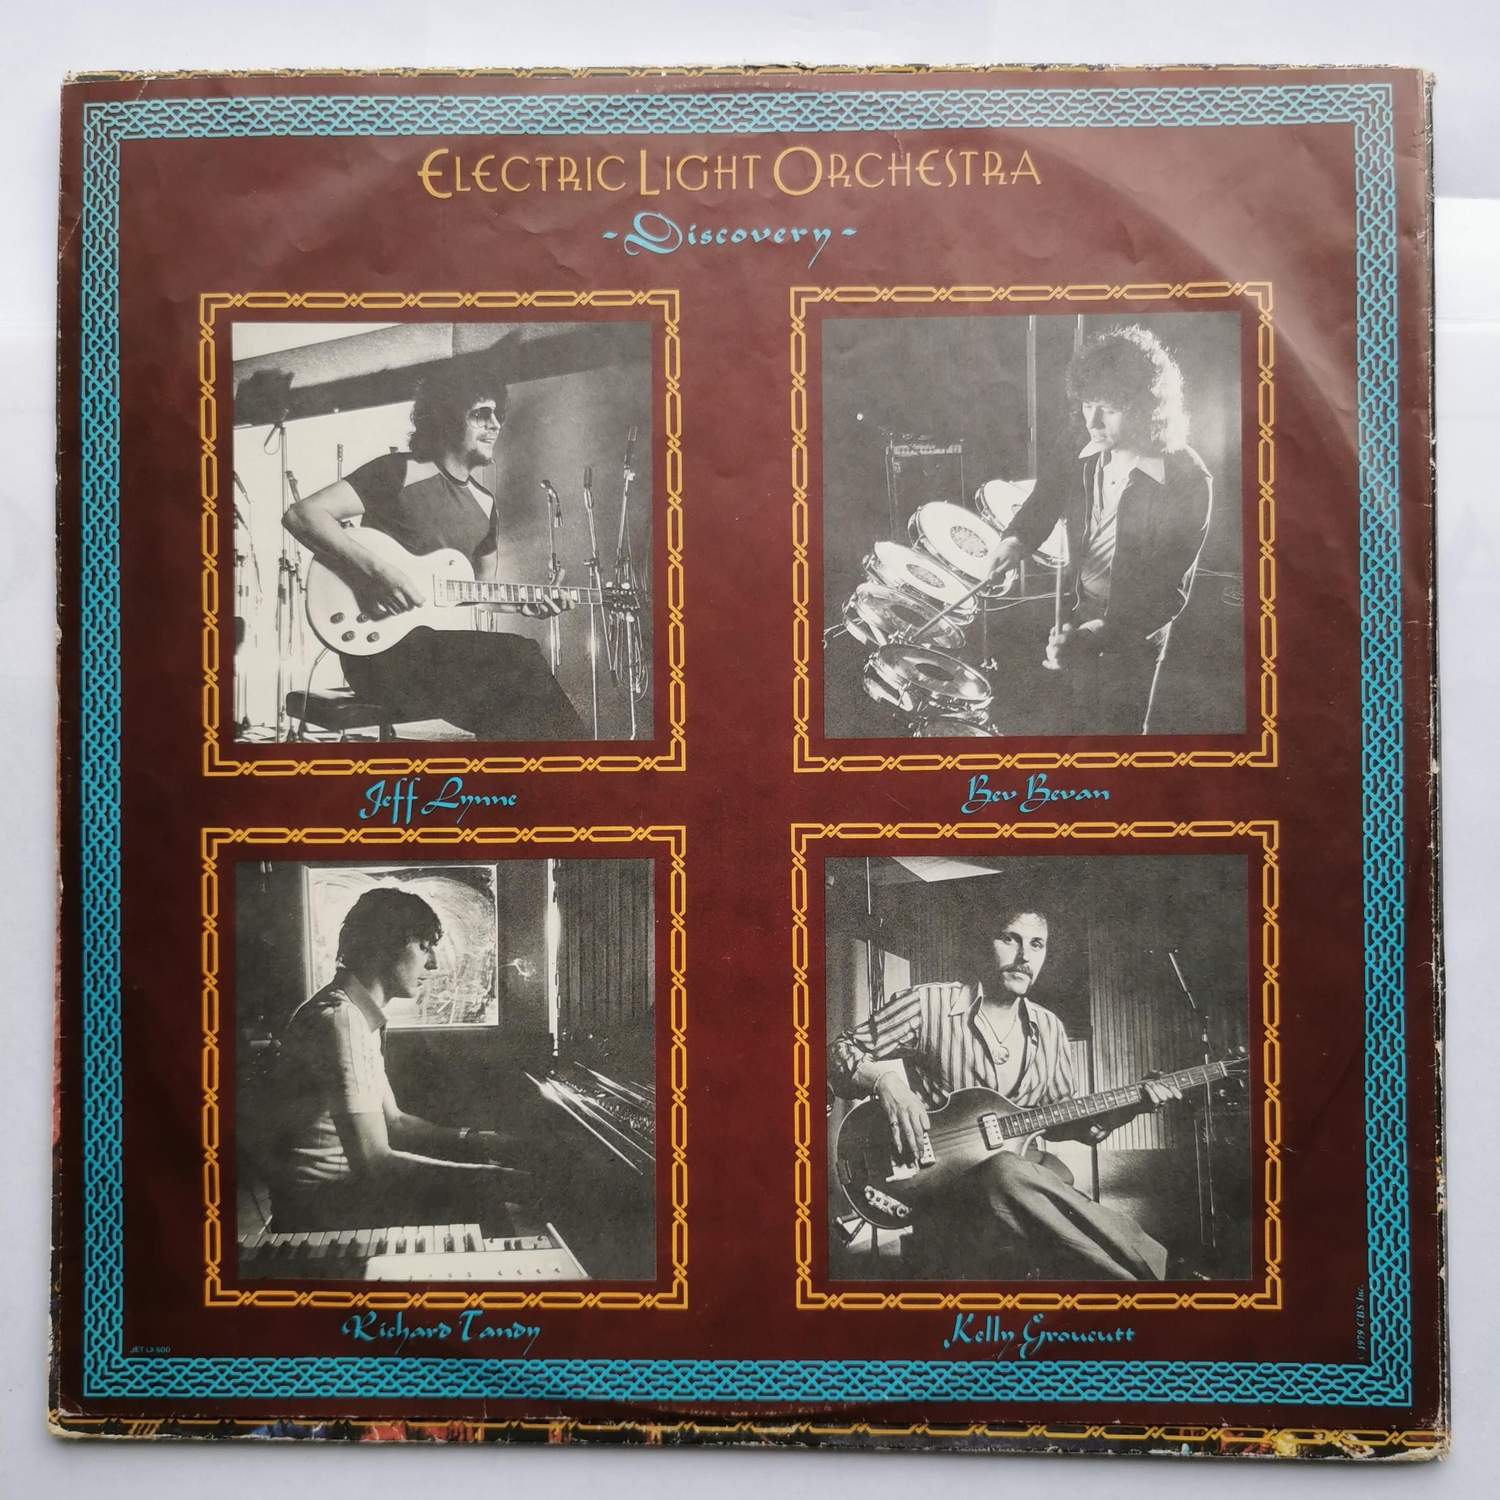 ELECTRIC LIGHT ORCHESTRA
-Discovery-
Jeff Lynne
Bev Bevan
Richard Tandy
Kelly Groucutt
JET LX 500
1979 CBS Inc.